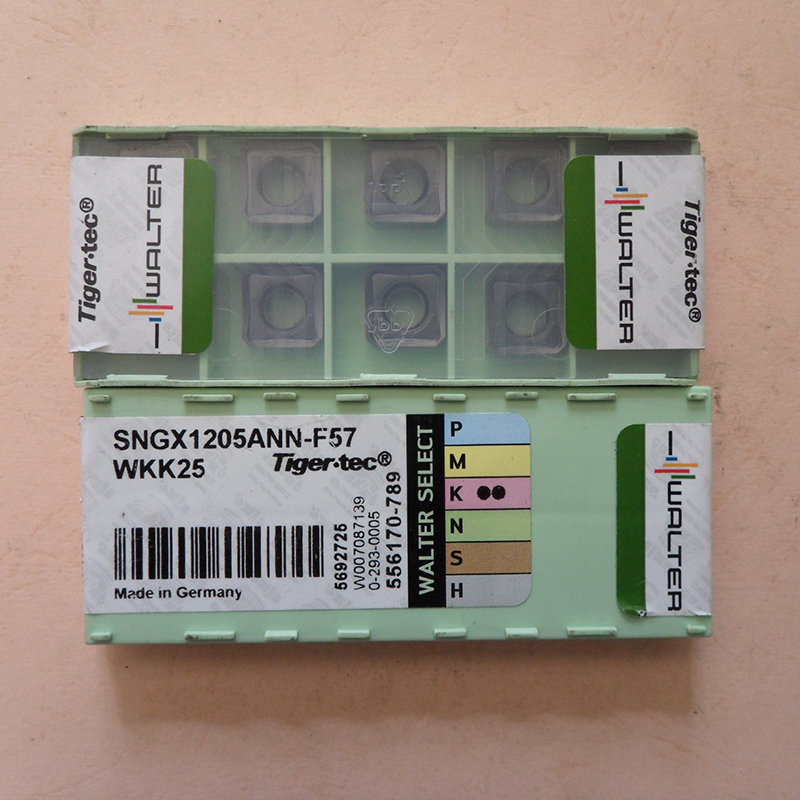 Tiger·tec®
WALTER
WALTER
Tiger·tec®
SNGX1205ANN-F57
WKK25
Tiger·tec®
5692725
W007087139
0-293-0005
556170-789
Made in Germany
WALTER SELECT
P
M
K
N
S
H
WALTER